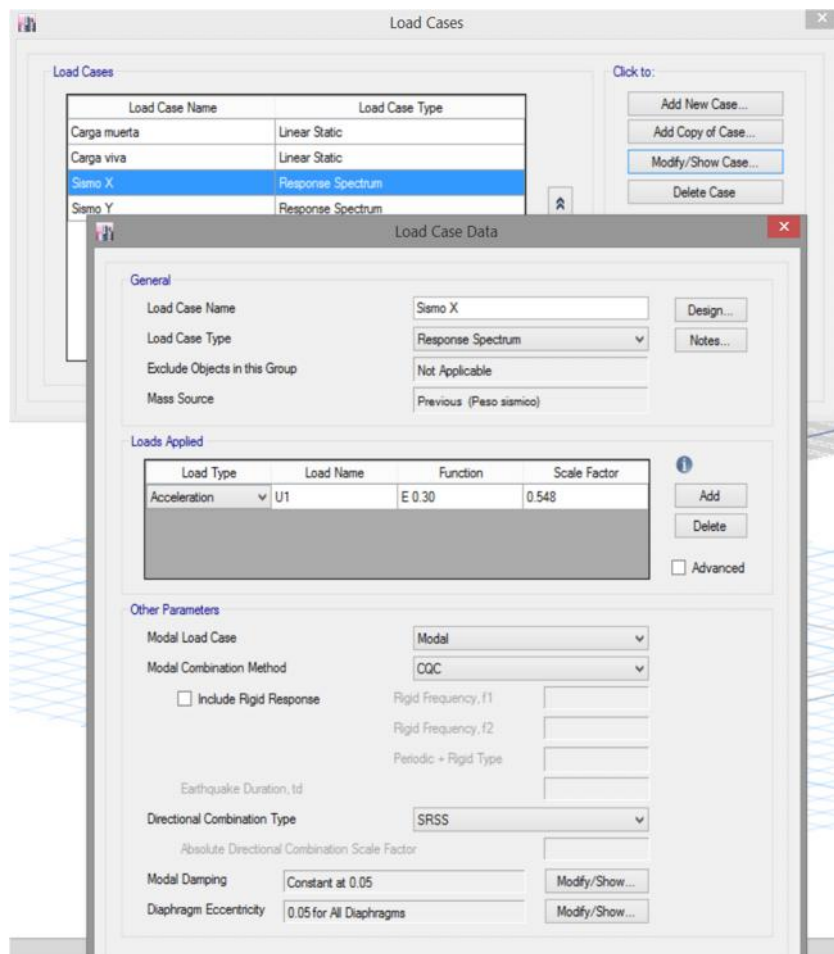 Load Cases
Load Cases
Click to:
Load Case Name Load Case Type
Carga muerta Linear Static
Carga viva Linear Static
Sismo X Response Spectrum
Sismo Y Response Spectrum
Add New Case...
Add Copy of Case...
Modify/Show Case...
Delete Case
Load Case Data
General
Load Case Name Sismo X Design...
Load Case Type Response Spectrum Notes...
Exclude Objects in this Group Not Applicable
Mass Source Previous (Peso sismico)
Loads Applied
Load Type Load Name Function Scale Factor
Acceleration U1 E 0.30 0.548
Add
Delete
Advanced
Other Parameters
Modal Load Case Modal
Modal Combination Method CQC
Include Rigid Response Rigid Frequency, f1
Rigid Frequency, f2
Periodic + Rigid Type
Earthquake Duration, td
Directional Combination Type SRSS
Absolute Directional Combination Scale Factor
Modal Damping Constant at 0.05 Modify/Show...
Diaphragm Eccentricity 0.05 for All Diaphragms Modify/Show...